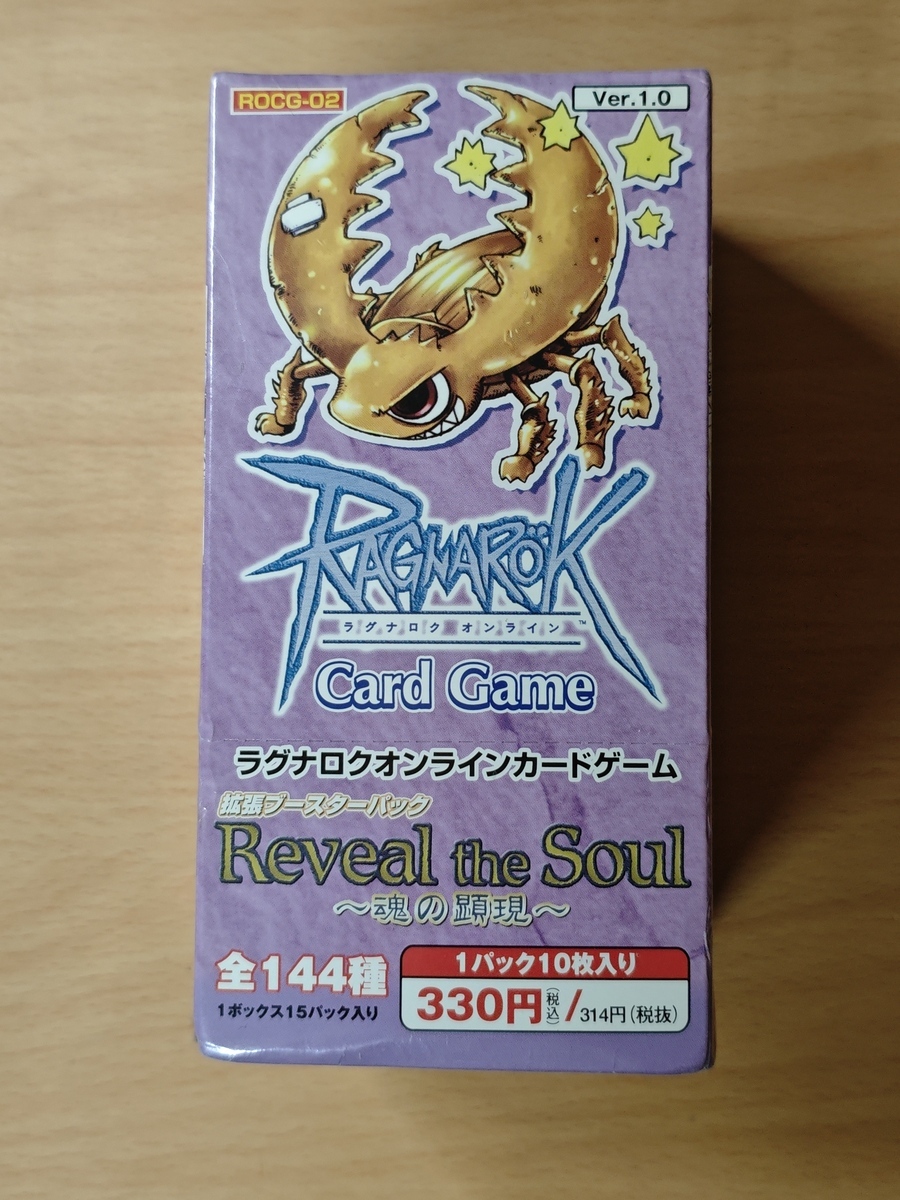 ROCG-02
Ver.1.0
RAGNARÖK
ラグナロク オンライン ™
Card Game
ラグナロクオンラインカードゲーム
拡張ブースターパック
Reveal the Soul
～魂の顕現～
全144種
1ボックス15パック入り
1パック10枚入り
330円(税込)/314円(税抜)